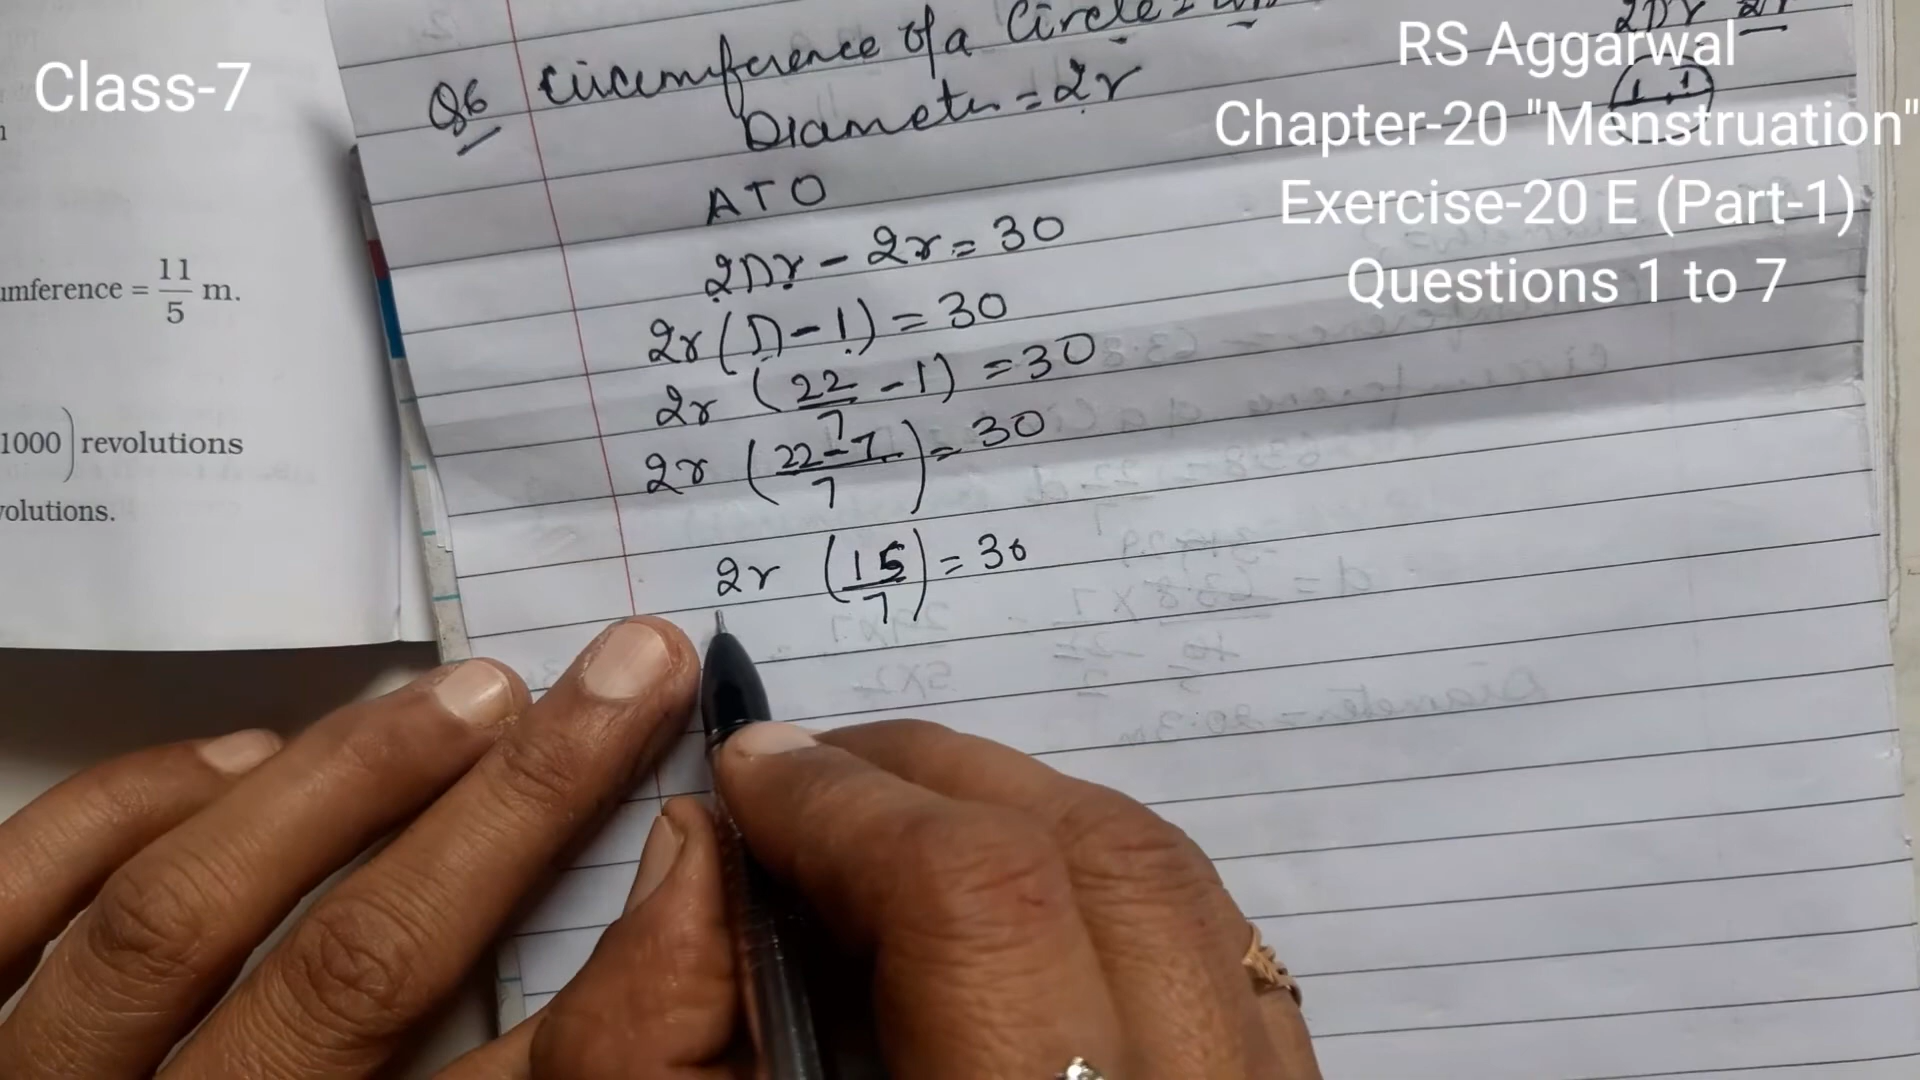 Class-7
RS Aggarwal
Chapter-20 "Menstruation"
Exercise-20 E (Part-1)
Questions 1 to 7
umference = 11/5 m.
1000) revolutions
volutions.
Q6 Circumference of a Circle =
Diameter = 2r
ATQ
2πr - 2r = 30
2r (π - 1) = 30
2r (22/7 - 1) = 30
2r (22-7/7) = 30
2r (15/7) = 30